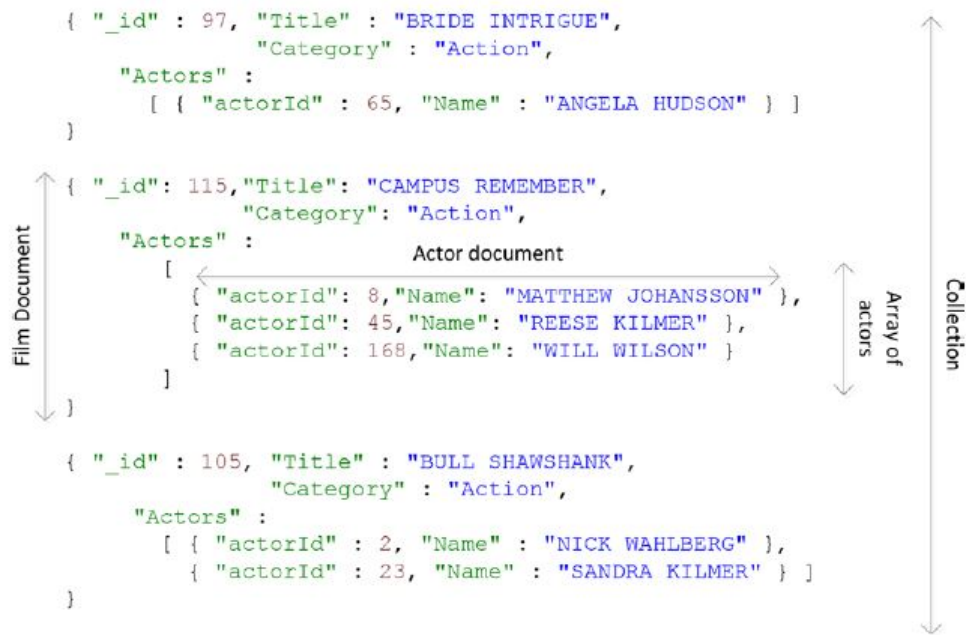 { "_id" : 97, "Title" : "BRIDE INTRIGUE",
"Category" : "Action",
"Actors" :
[ { "actorId" : 65, "Name" : "ANGELA HUDSON" } ]
}
{ "_id": 115,"Title": "CAMPUS REMEMBER",
"Category": "Action",
"Actors" :
Actor document
[
{ "actorId": 8,"Name": "MATTHEW JOHANSSON" },
{ "actorId": 45,"Name": "REESE KILMER" },
{ "actorId": 168,"Name": "WILL WILSON" }
]
}
Film Document
Array of
actors
Collection
{ "_id" : 105, "Title" : "BULL SHAWSHANK",
"Category" : "Action",
"Actors" :
[ { "actorId" : 2, "Name" : "NICK WAHLBERG" },
{ "actorId" : 23, "Name" : "SANDRA KILMER" } ]
}